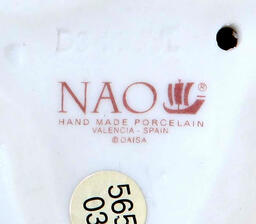 NAO ®
HAND MADE PORCELAIN
VALENCIA - SPAIN
© DAISA
565
03